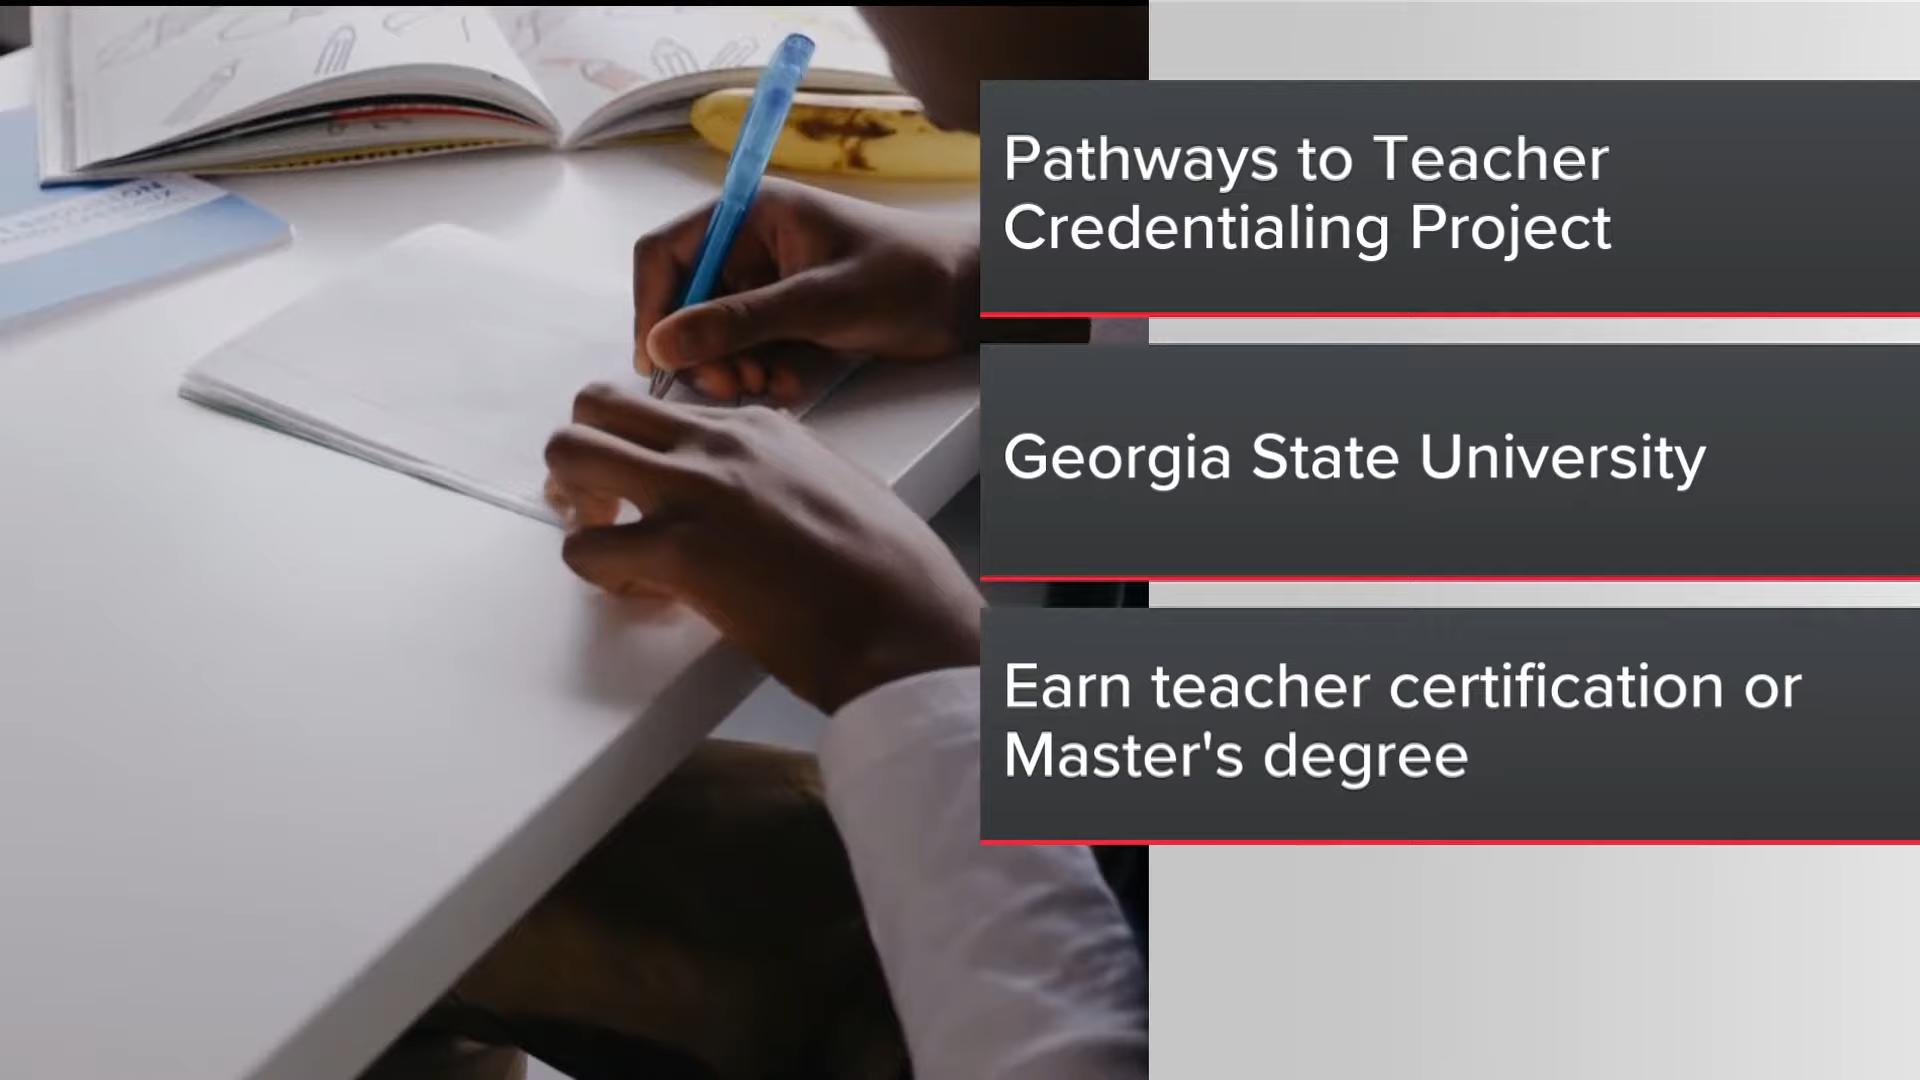 Pathways to Teacher
Credentialing Project
Georgia State University
Earn teacher certification or
Master's degree